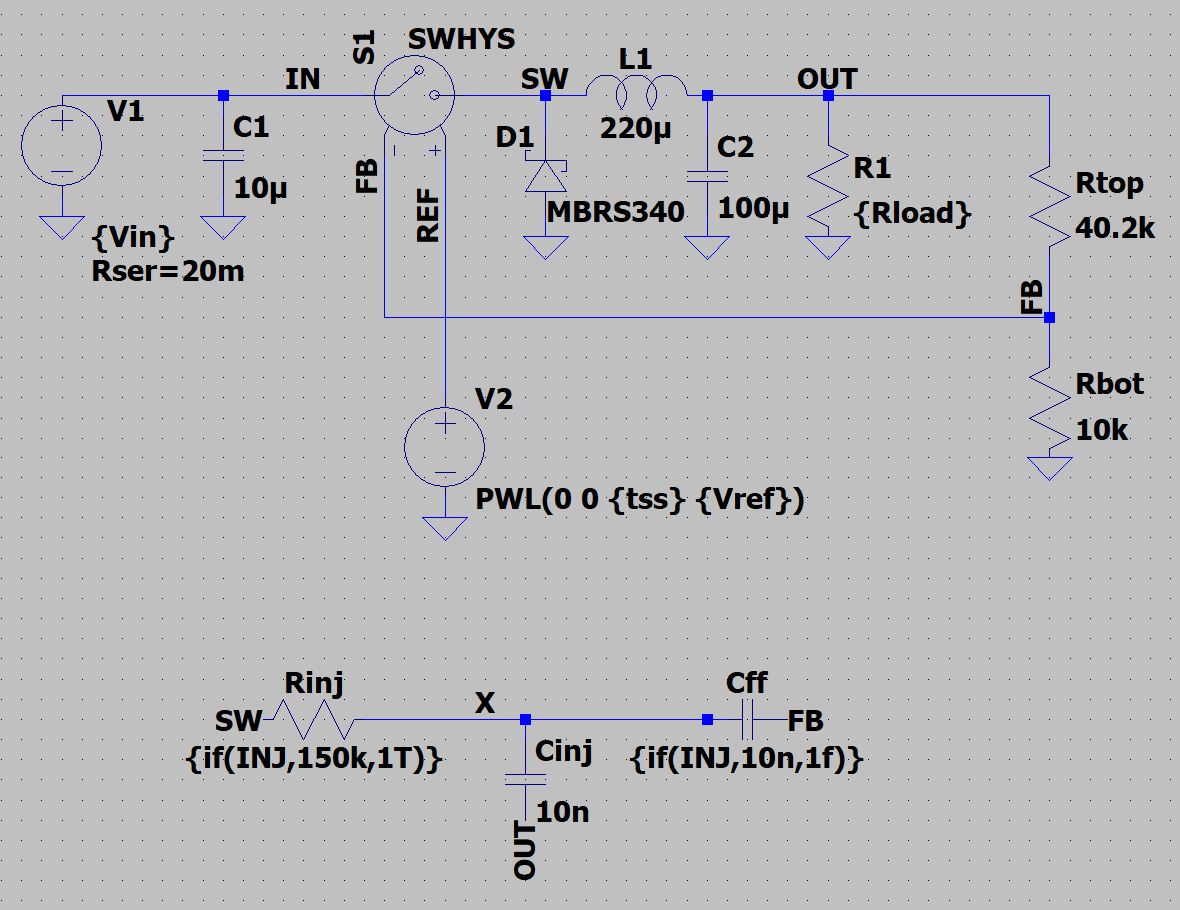 SWHYS
S1
IN
SW
L1
OUT
V1
C1
D1
220µ
C2
R1
Rtop
10µ
FB
REF
MBRS340
100µ
{Rload}
40.2k
{Vin}
Rser=20m
FB
V2
Rbot
10k
PWL(0 0 {tss} {Vref})
Rinj
X
Cff
SW
FB
{if(INJ,150k,1T)}
Cinj
{if(INJ,10n,1f)}
10n
OUT